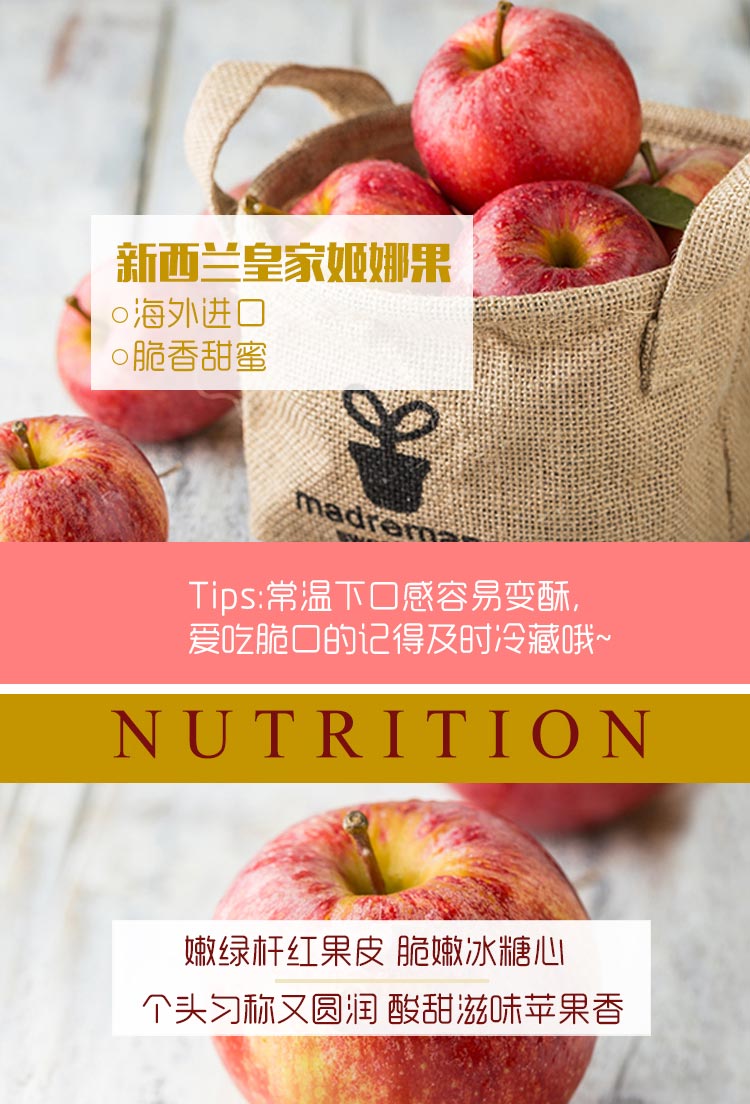 新西兰皇家姬娜果
○海外进口
○脆香甜蜜
Tips:常温下口感容易变酥,
爱吃脆口的记得及时冷藏哦~
NUTRITION
嫩绿杆红果皮 脆嫩冰糖心
个头匀称又圆润 酸甜滋味苹果香